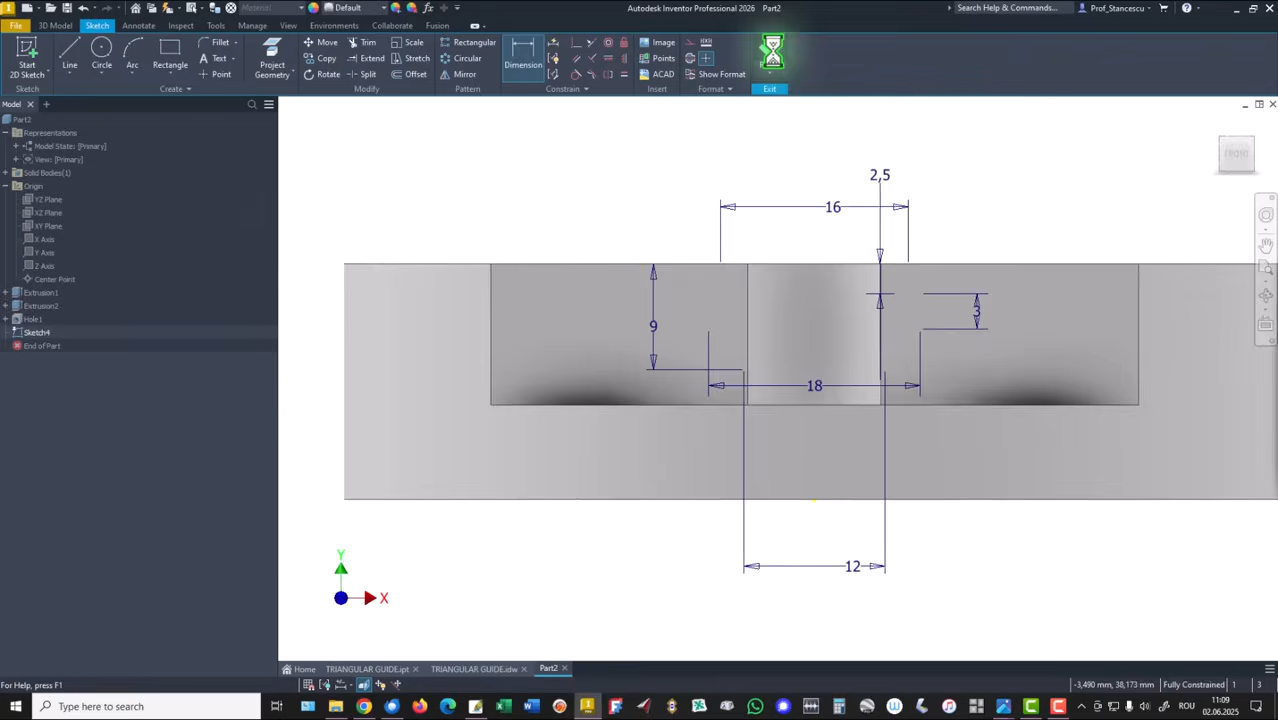 Material
Default
Autodesk Inventor Professional 2026 Part2
Search Help & Commands...
Prof_Stancescu
File
3D Model
Sketch
Annotate
Inspect
Tools
Manage
View
Environments
Collaborate
Fusion
Start
2D Sketch
Line
Circle
Arc
Rectangle
Fillet
Text
Point
Project
Geometry
Move
Copy
Rotate
Trim
Extend
Split
Scale
Stretch
Offset
Rectangular
Circular
Mirror
Dimension
Image
Points
ACAD
Show Format
Sketch
Create
Modify
Pattern
Constrain
Insert
Format
Exit
Model
Part2
Representations
Model State: [Primary]
View: [Primary]
Solid Bodies(1)
Origin
YZ Plane
XZ Plane
XY Plane
X Axis
Y Axis
Z Axis
Center Point
Extrusion1
Extrusion2
Hole1
Sketch4
End of Part
FRONT
2,5
16
3
9
18
12
Y
X
Home
TRIANGULAR GUIDE.ipt
TRIANGULAR GUIDE.idw
Part2
For Help, press F1
-3,490 mm, 38,173 mm
Fully Constrained
1
3
Type here to search
ROU
11:09
02.06.2025